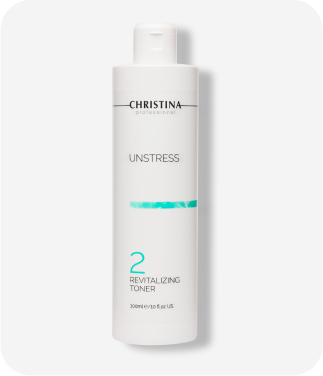 CHRISTINA
professional
UNSTRESS
2
REVITALIZING
TONER
300ml ℮/10 fl oz US.